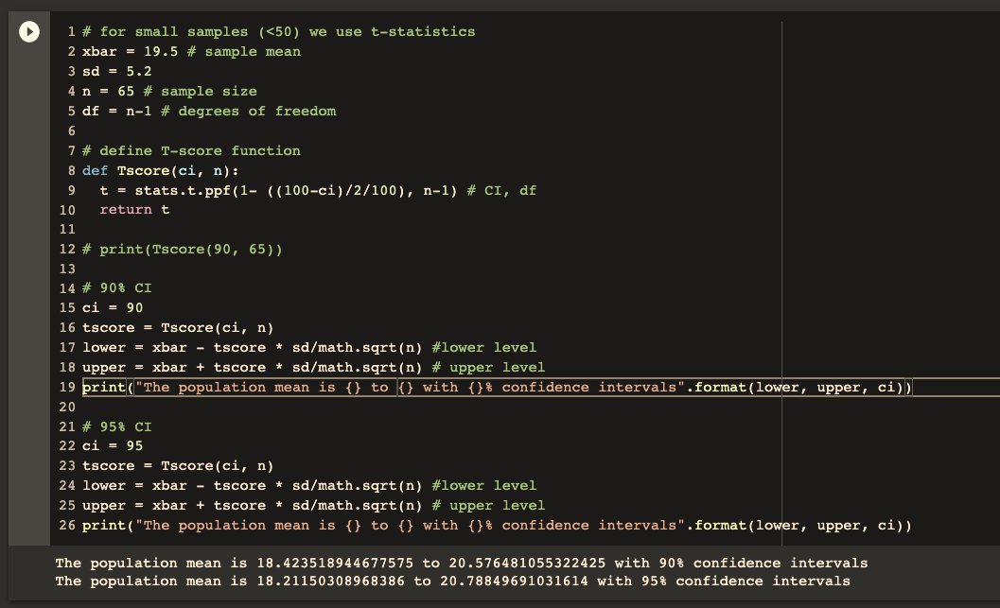 1 # for small samples (<50) we use t-statistics
2 xbar = 19.5 # sample mean
3 sd = 5.2
4 n = 65 # sample size
5 df = n-1 # degrees of freedom
6
7 # define T-score function
8 def Tscore(ci, n):
9   t = stats.t.ppf(1- ((100-ci)/2/100), n-1) # CI, df
10   return t
11
12 # print(Tscore(90, 65))
13
14 # 90% CI
15 ci = 90
16 tscore = Tscore(ci, n)
17 lower = xbar - tscore * sd/math.sqrt(n) #lower level
18 upper = xbar + tscore * sd/math.sqrt(n) # upper level
19 print("The population mean is {} to {} with {}% confidence intervals".format(lower, upper, ci))
20
21 # 95% CI
22 ci = 95
23 tscore = Tscore(ci, n)
24 lower = xbar - tscore * sd/math.sqrt(n) #lower level
25 upper = xbar + tscore * sd/math.sqrt(n) # upper level
26 print("The population mean is {} to {} with {}% confidence intervals".format(lower, upper, ci))
The population mean is 18.423518944677575 to 20.576481055322425 with 90% confidence intervals
The population mean is 18.21150308968386 to 20.78849691031614 with 95% confidence intervals